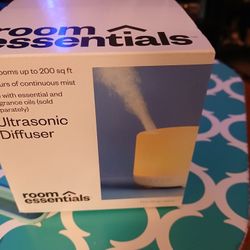 room
essentials
ooms up to 200 sq ft
urs of continuous mist
with essential and
grance oils (sold
parately)
Ultrasonic
Diffuser
room
essentials